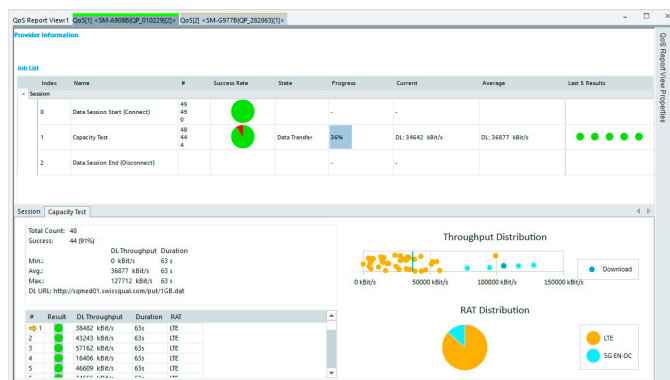 QoS Report View:1 QoS[1] <SM-A908B(QP_010229)[2]> QoS[2] <SM-G977B(QP_282863)[1]>
QoS Report View Properties
Provider Information
Job List
Index Name # Success Rate State Progress Current Average Last 5 Results
Session
0 Data Session Start (Connect) 49 49 0 - -
1 Capacity Test 48 44 4 Data Transfer 36% DL: 34642 kBit/s DL: 36877 kBit/s
2 Data Session End (Disconnect) - -
Session Capacity Test
Total Count: 48
Success: 44 (91%)
DL Throughput Duration
Min.: 0 kBit/s 63 s
Avg.: 36877 kBit/s 63 s
Max.: 127712 kBit/s 63 s
DL URL: http://sqmed01.swissqual.com/put/1GB.dat
# Result DL Throughput Duration RAT
1 38482 kBit/s 63s LTE
2 43243 kBit/s 63s LTE
3 57162 kBit/s 63s LTE
4 16406 kBit/s 63s LTE
5 46609 kBit/s 63s LTE
Throughput Distribution
0 kBit/s 50000 kBit/s 100000 kBit/s 150000 kBit/s
Download
RAT Distribution
LTE
5G EN-DC